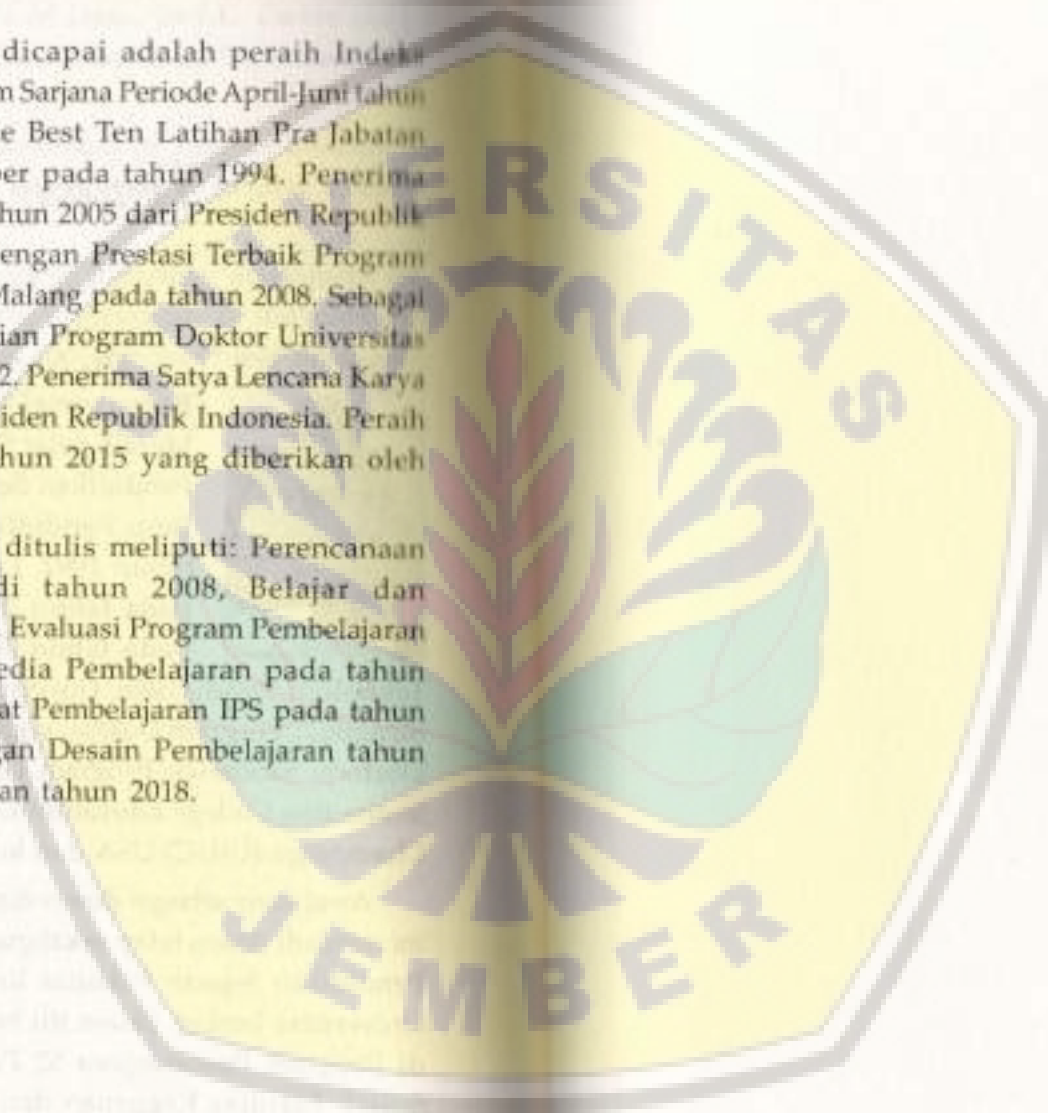 dicapai adalah peraih Indeks
m Sarjana Periode April-Juni tahun
e Best Ten Latihan Pra Jabatan
ber pada tahun 1994. Penerima
hun 2005 dari Presiden Republik
engan Prestasi Terbaik Program
Malang pada tahun 2008. Sebagai
ian Program Doktor Universitas
2. Penerima Satya Lencana Karya
siden Republik Indonesia. Peraih
hun 2015 yang diberikan oleh
ditulis meliputi: Perencanaan
di tahun 2008, Belajar dan
Evaluasi Program Pembelajaran
edia Pembelajaran pada tahun
at Pembelajaran IPS pada tahun
gan Desain Pembelajaran tahun
an tahun 2018.
UNIVERSITAS
JEMBER